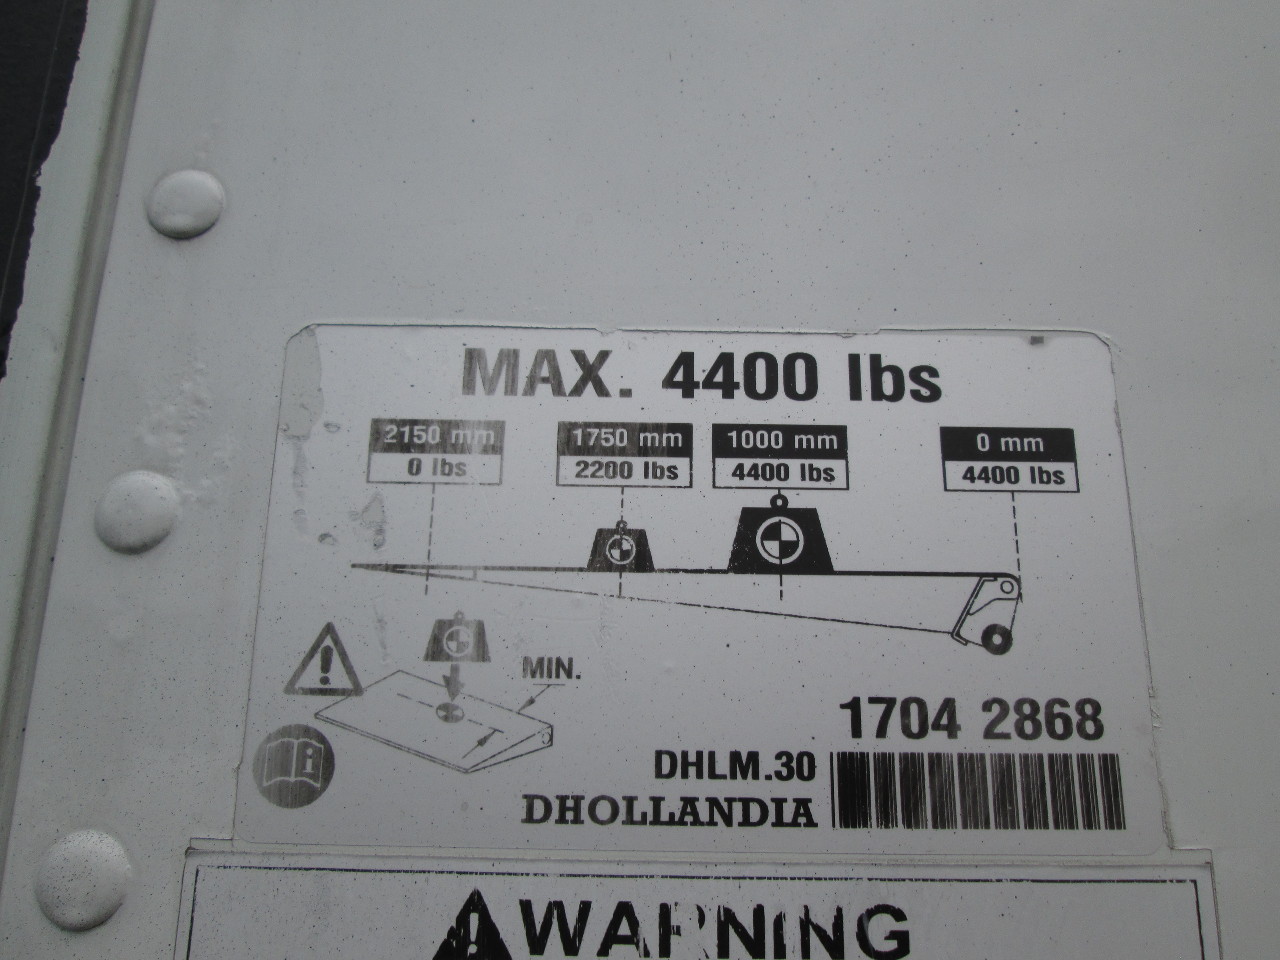 MAX. 4400 lbs
2150 mm 1750 mm 1000 mm 0 mm
0 lbs 2200 lbs 4400 lbs 4400 lbs
MIN.
1704 2868
DHLM.30
DHOLLANDIA
WARNING